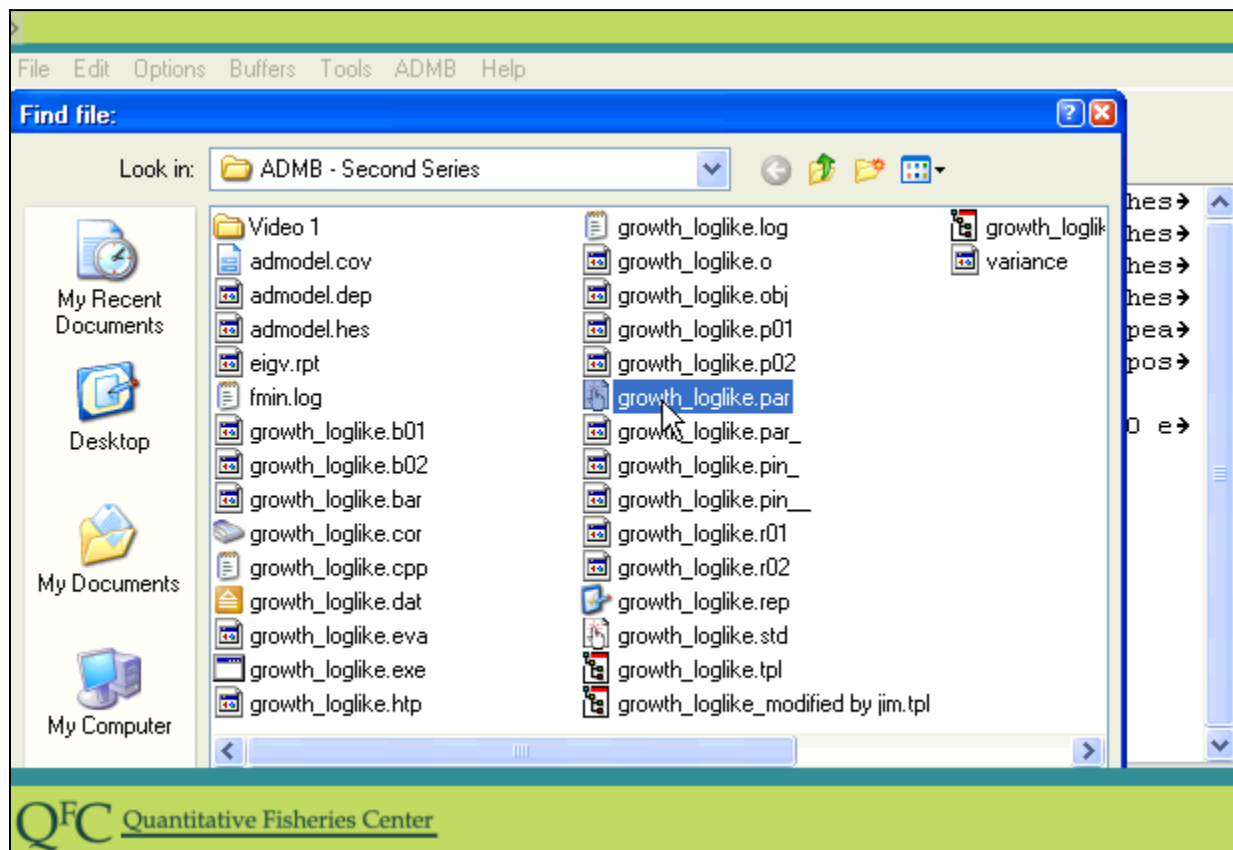 File Edit Options Buffers Tools ADMB Help
Find file:
Look in: ADMB - Second Series
My Recent Documents
Desktop
My Documents
My Computer
Video 1
admodel.cov
admodel.dep
admodel.hes
eigv.rpt
fmin.log
growth_loglike.b01
growth_loglike.b02
growth_loglike.bar
growth_loglike.cor
growth_loglike.cpp
growth_loglike.dat
growth_loglike.eva
growth_loglike.exe
growth_loglike.htp
growth_loglike.log
growth_loglike.o
growth_loglike.obj
growth_loglike.p01
growth_loglike.p02
growth_loglike.par
growth_loglike.par_
growth_loglike.pin_
growth_loglike.pin__
growth_loglike.r01
growth_loglike.r02
growth_loglike.rep
growth_loglike.std
growth_loglike.tpl
growth_loglike_modified by jim.tpl
growth_loglik
variance
hes
hes
hes
hes
pea
pos
O e
QFC Quantitative Fisheries Center